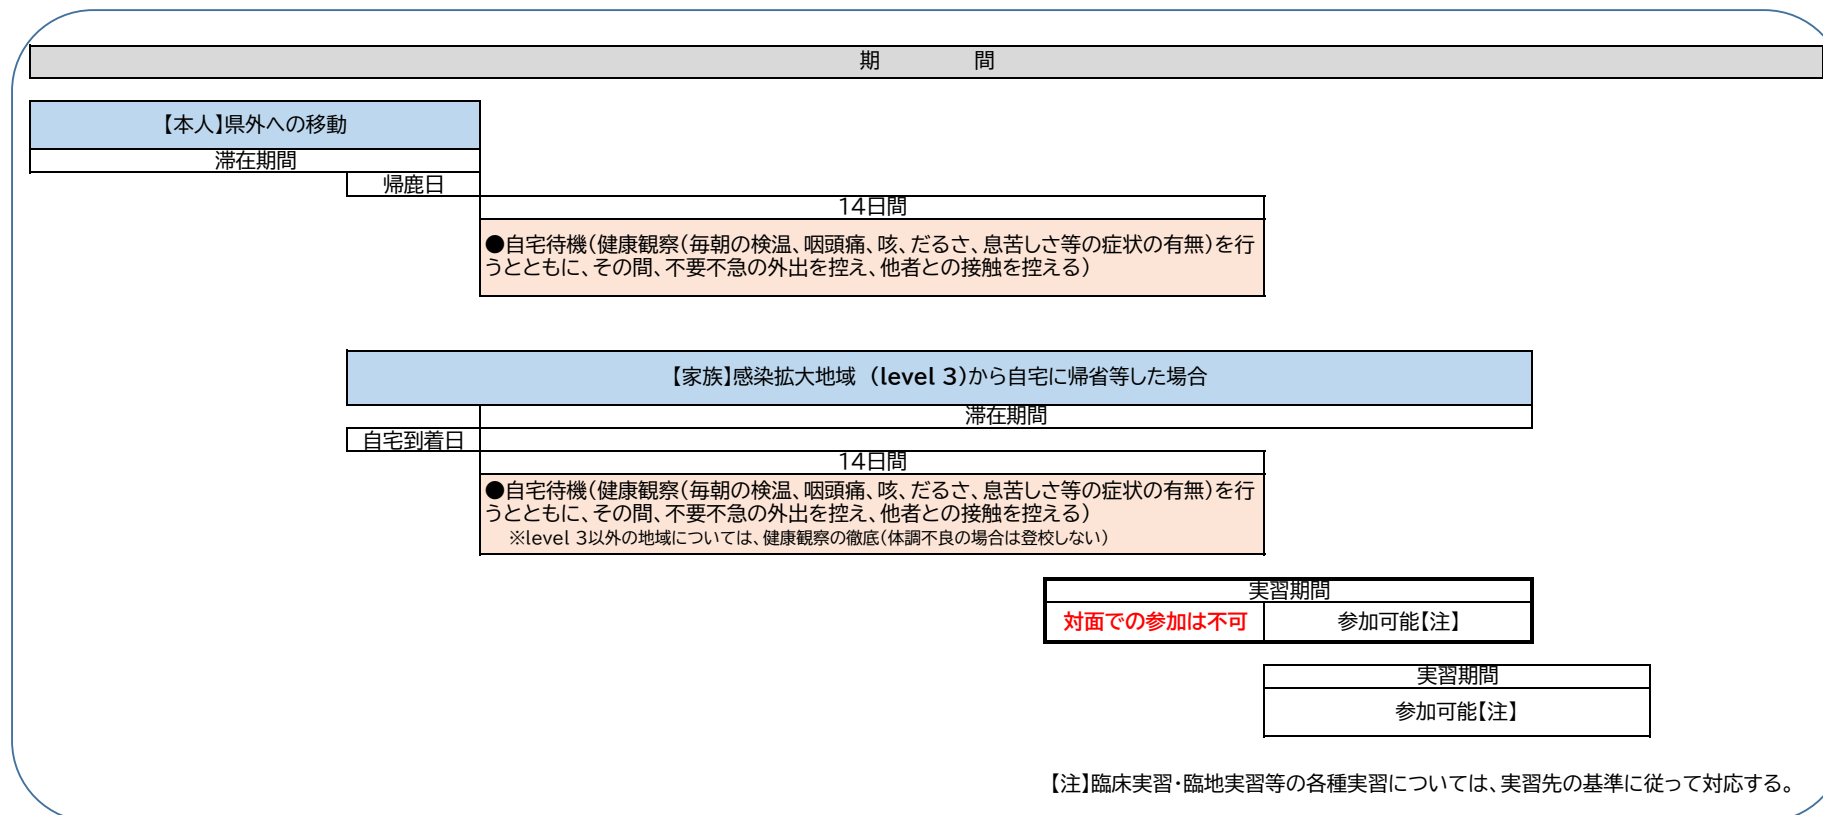 期　　　　間
【本人】県外への移動
滞在期間
帰鹿日
14日間
●自宅待機（健康観察（毎朝の検温、咽頭痛、咳、だるさ、息苦しさ等の症状の有無）を行
うとともに、その間、不要不急の外出を控え、他者との接触を控える）
【家族】感染拡大地域（level 3）から自宅に帰省等した場合
滞在期間
自宅到着日
14日間
●自宅待機（健康観察（毎朝の検温、咽頭痛、咳、だるさ、息苦しさ等の症状の有無）を行
うとともに、その間、不要不急の外出を控え、他者との接触を控える）
※level 3以外の地域については、健康観察の徹底（体調不良の場合は登校しない）
実習期間
対面での参加は不可
参加可能【注】
実習期間
参加可能【注】
【注】臨床実習・臨地実習等の各種実習については、実習先の基準に従って対応する。